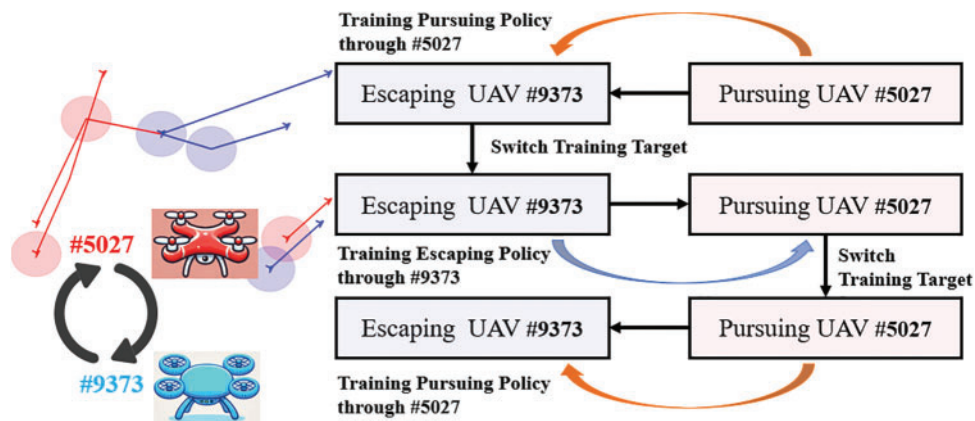 Training Pursuing Policy
through #5027
Escaping UAV #9373
Pursuing UAV #5027
Switch Training Target
Escaping UAV #9373
Pursuing UAV #5027
#5027
Training Escaping Policy
through #9373
Switch
Training Target
Escaping UAV #9373
Pursuing UAV #5027
#9373
Training Pursuing Policy
through #5027